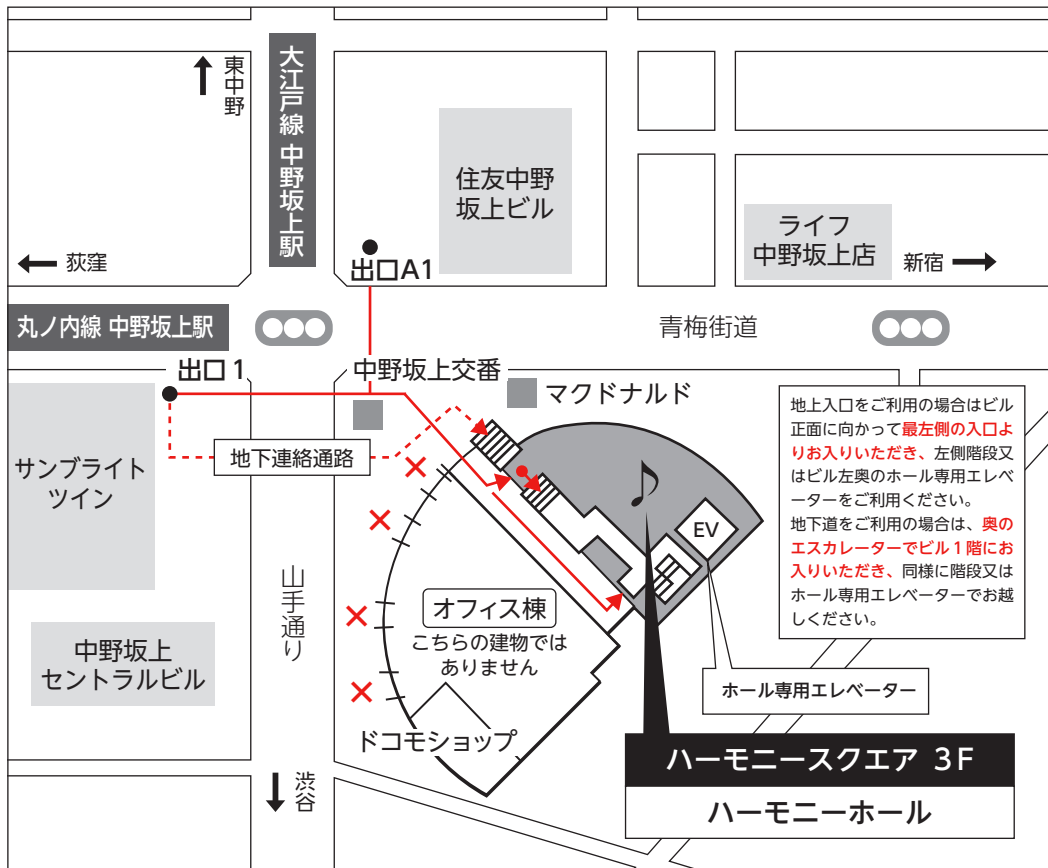 東中野
大江戸線 中野坂上駅
住友中野
坂上ビル
ライフ
中野坂上店
荻窪
新宿
出口A1
丸ノ内線 中野坂上駅
青梅街道
出口1
中野坂上交番
マクドナルド
サンブライト
ツイン
地下連絡通路
地上入口をご利用の場合はビル
正面に向かって最左側の入口よ
りお入りいただき、左側階段又
はビル左奥のホール専用エレベ
ーターをご利用ください。
地下道をご利用の場合は、奥の
エスカレーターでビル1階にお
入りいただき、同様に階段又は
ホール専用エレベーターでお越
しください。
EV
山手通り
オフィス棟
こちらの建物では
ありません
中野坂上
セントラルビル
ホール専用エレベーター
ドコモショップ
渋谷
ハーモニースクエア 3F
ハーモニーホール